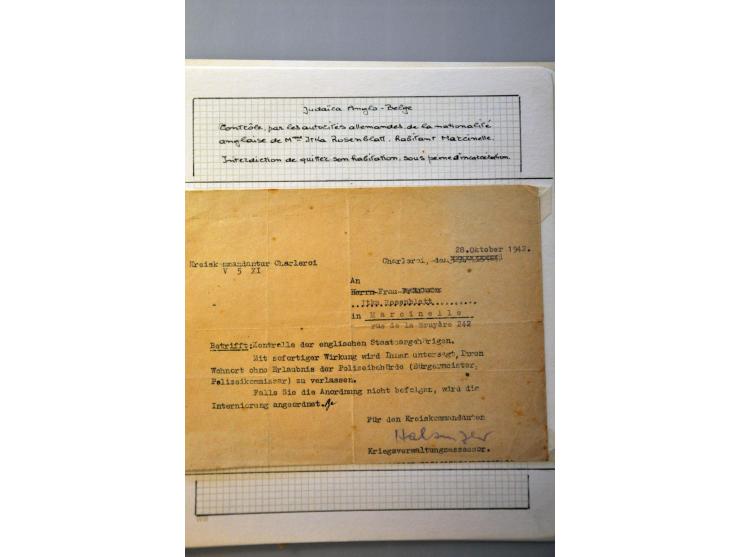 Judaica Anglo-Belge
Contrôle, par les autorités allemandes, de la nationalité
anglaise de Mme Itka Rosenblatt. Habitant Marcinelle.
Interdiction de quitter son habitation, sous peine d'incarcération.
28.Oktober 1942.
Kreiskommandantur Charleroi
Charleroi, den
V 5 XI
An
Herrn-Frau-
Itka Rosenblatt
in Marcinelle
rue de la Bruyère 242
Betrifft: Kontrolle der englischen Staatsangehörigen.
Mit sofortiger Wirkung wird Ihnen untersagt, Ihren
Wohnort ohne Erlaubnis der Polizeibehörde (Bürgermeister,
Polizeikommissar) zu verlassen.
Falls Sie die Anordnung nicht befolgen, wird die
Internierung angeordnet.
Für den Kreiskommandanten
Kriegsverwaltungsassessor.